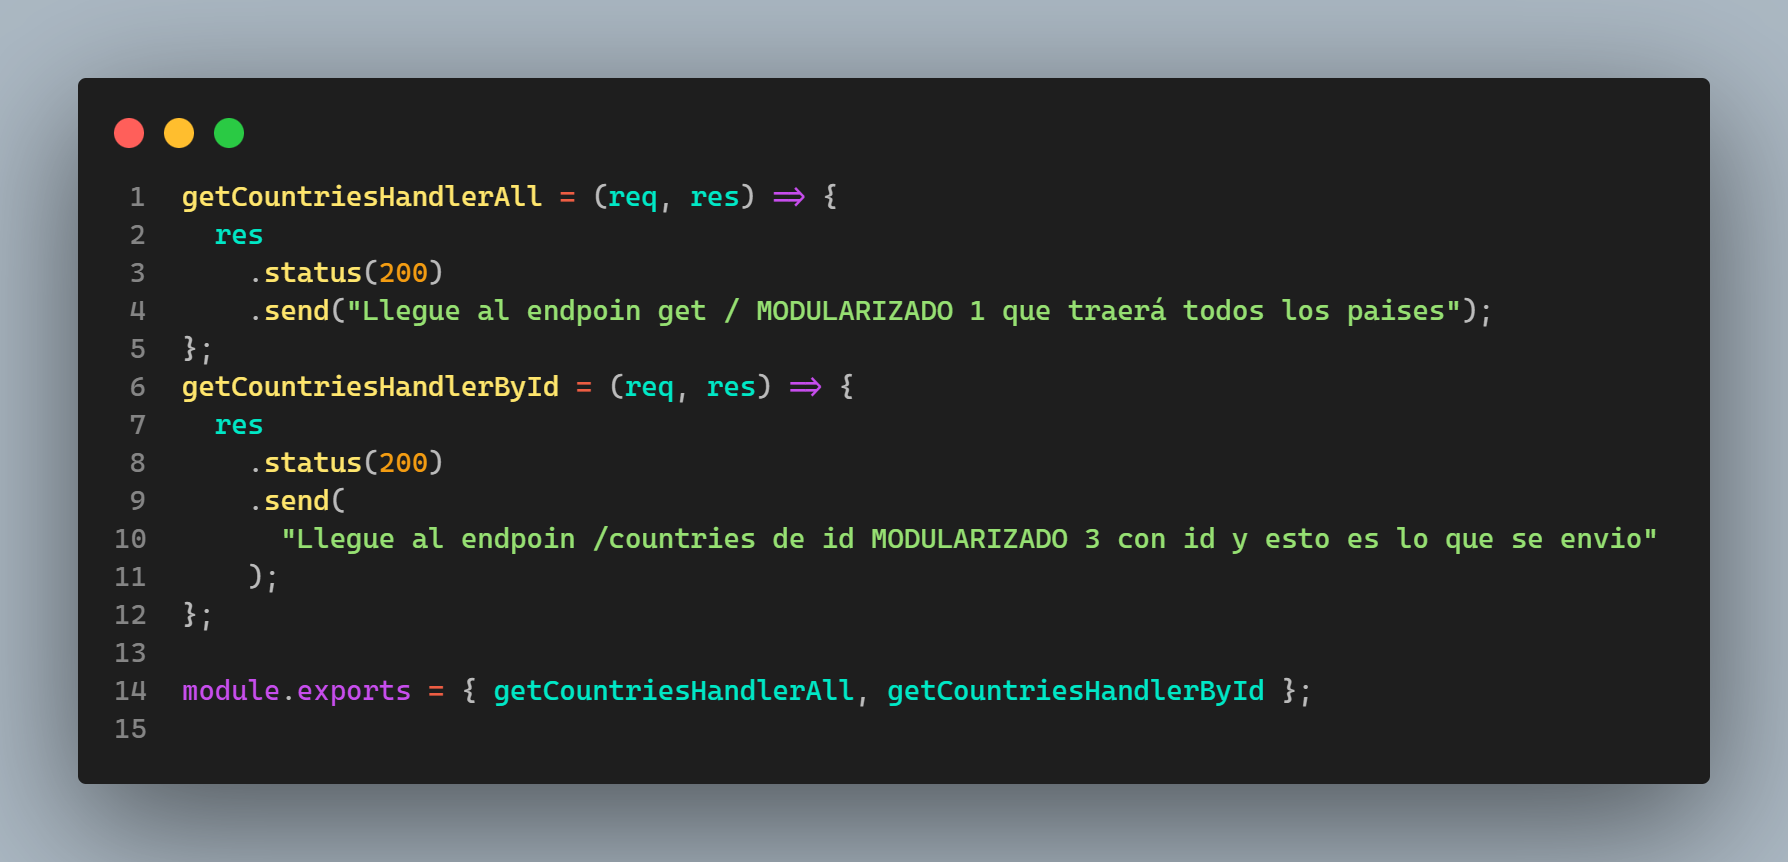 1 getCountriesHandlerAll = (req, res) => {
2   res
3     .status(200)
4     .send("Llegue al endpoin get / MODULARIZADO 1 que traerá todos los paises");
5 };
6 getCountriesHandlerById = (req, res) => {
7   res
8     .status(200)
9     .send(
10       "Llegue al endpoin /countries de id MODULARIZADO 3 con id y esto es lo que se envio"
11     );
12 };
13
14 module.exports = { getCountriesHandlerAll, getCountriesHandlerById };
15